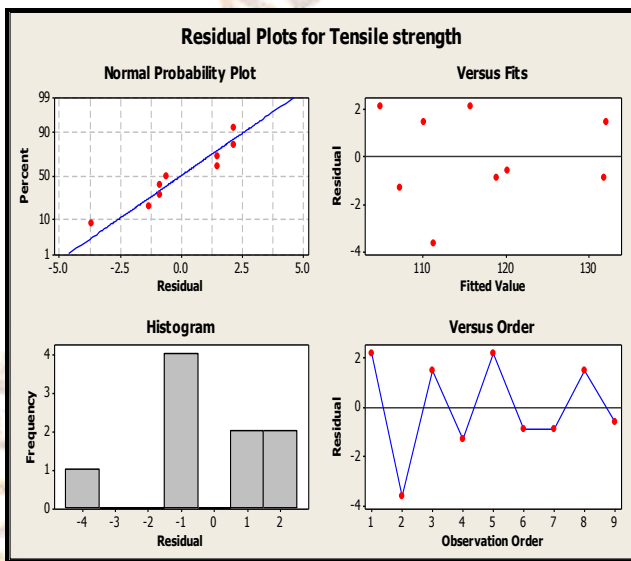 Residual Plots for Tensile strength
Normal Probability Plot
99
90
50
10
1
Percent
-5.0 -2.5 0.0 2.5 5.0
Residual
Versus Fits
2
0
-2
-4
Residual
110 120 130
Fitted Value
Histogram
4
3
2
1
0
Frequency
-4 -3 -2 -1 0 1 2
Residual
Versus Order
2
0
-2
-4
Residual
1 2 3 4 5 6 7 8 9
Observation Order